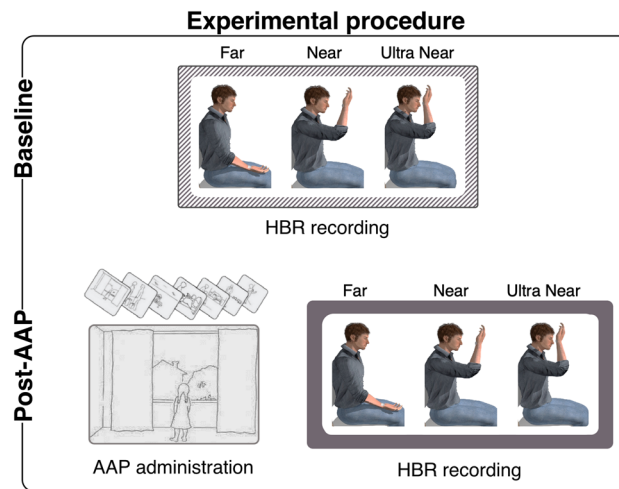 Experimental procedure
Baseline
Far Near Ultra Near
HBR recording
Post-AAP
Far Near Ultra Near
AAP administration
HBR recording